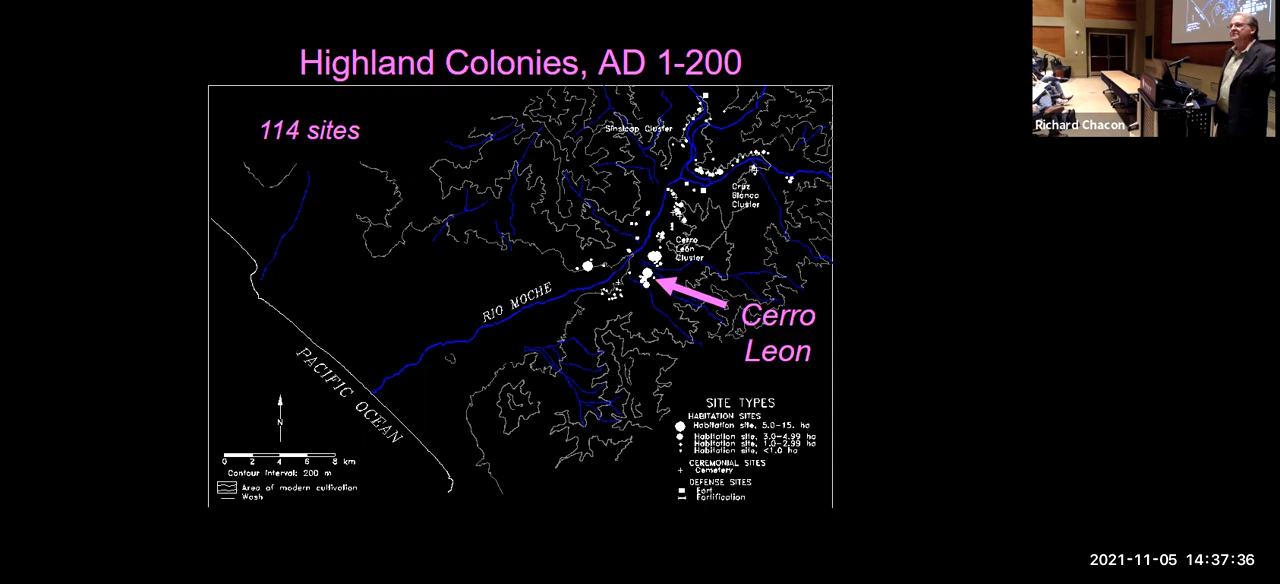 Highland Colonies, AD 1-200
114 sites
Sinsicap Cluster
Cruz
Blanca
Cluster
Cerro
León
Cluster
RIO MOCHE
Cerro
Leon
PACIFIC OCEAN
N
0 2 4 6 8 km
Contour Interval: 200 m
Area of modern cultivation
Wash
SITE TYPES
HABITATION SITES
Habitation site, 5.0-15. ha
Habitation site, 3.0-4.99 ha
Habitation site, 1.0-2.99 ha
Habitation site, <1.0 ha
CEREMONIAL SITES
Cemetery
DEFENSE SITES
Fort
Fortification
Richard Chacon
2021-11-05 14:37:36